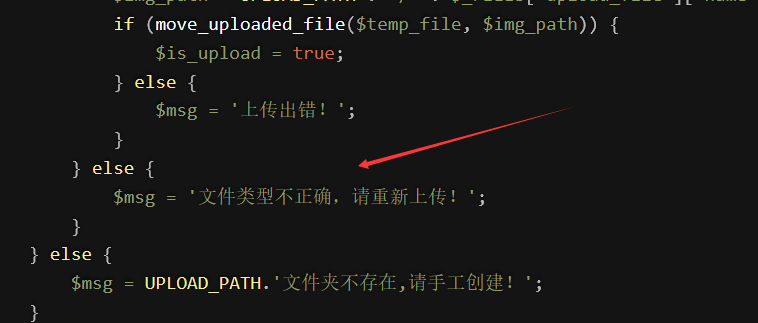 if (move_uploaded_file($temp_file, $img_path)) {
$is_upload = true;
} else {
$msg = '上传出错！';
}
} else {
$msg = '文件类型不正确，请重新上传！';
}
} else {
$msg = UPLOAD_PATH.'文件夹不存在,请手工创建！';
}